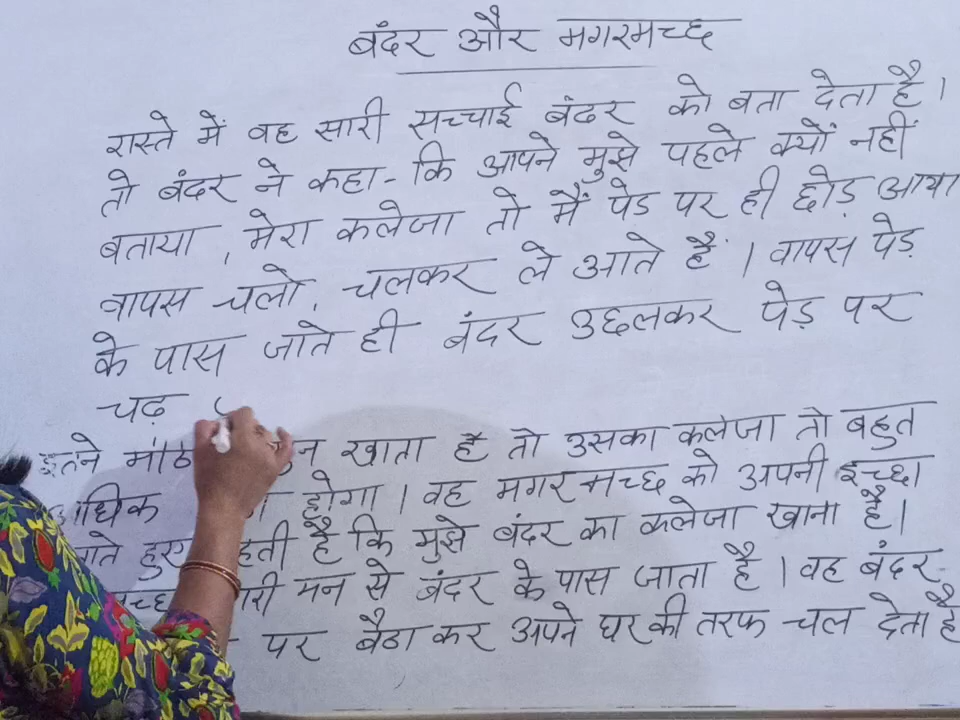 बंदर और मगरमच्छ
रास्ते में वह सारी सच्चाई बंदर को बता देता है।
तो बंदर ने कहा- कि आपने मुझे पहले क्यों नहीं
बताया, मेरा कलेजा तो मैं पेड पर ही छोड़ आया
वापस चलो, चलकर ले आते हैं। वापस पेड़
के पास जाते ही बंदर उछलकर पेड़ पर
चढ़
इतने खाता है तो उसका कलेजा तो बहुत
होगा। वह मगरमच्छ को अपनी इच्छा
है कि मुझे बंदर का कलेजा खाना है।
मन से बंदर के पास जाता है। वह बंदर
पर बैठा कर अपने घर की तरफ चल देता है